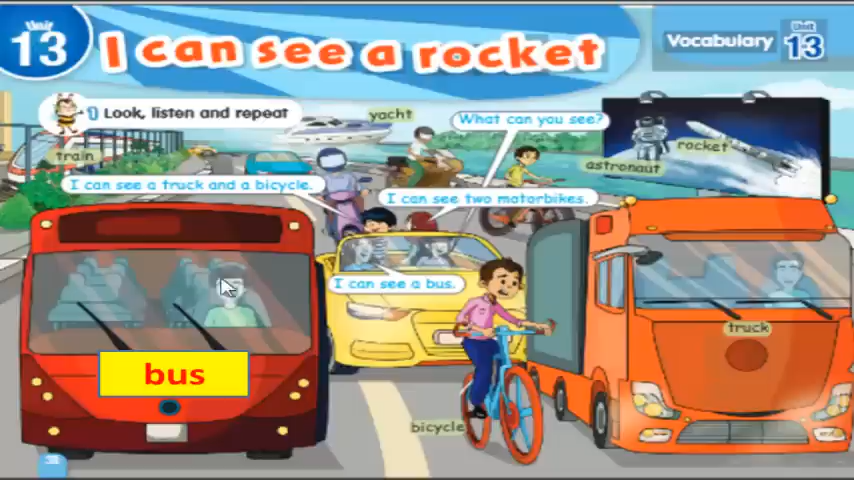 Unit
13
I can see a rocket
Vocabulary
Unit
13
1 Look, listen and repeat
yacht
What can you see?
train
rocket
astronaut
I can see a truck and a bicycle.
I can see two motorbikes.
I can see a bus.
truck
bus
bicycle